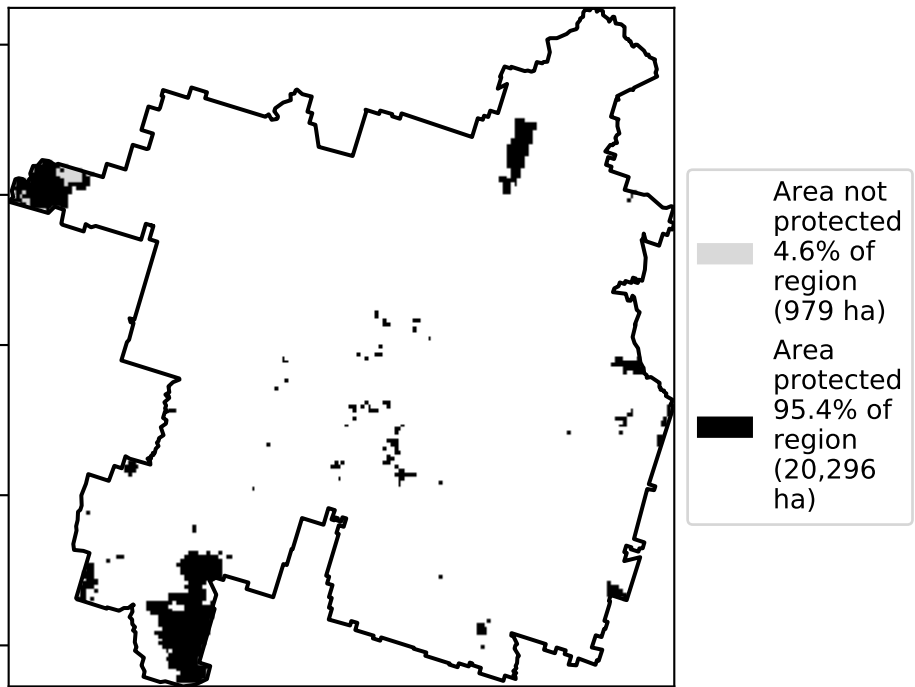 Area not
protected
4.6% of
region
(979 ha)
Area
protected
95.4% of
region
(20,296
ha)